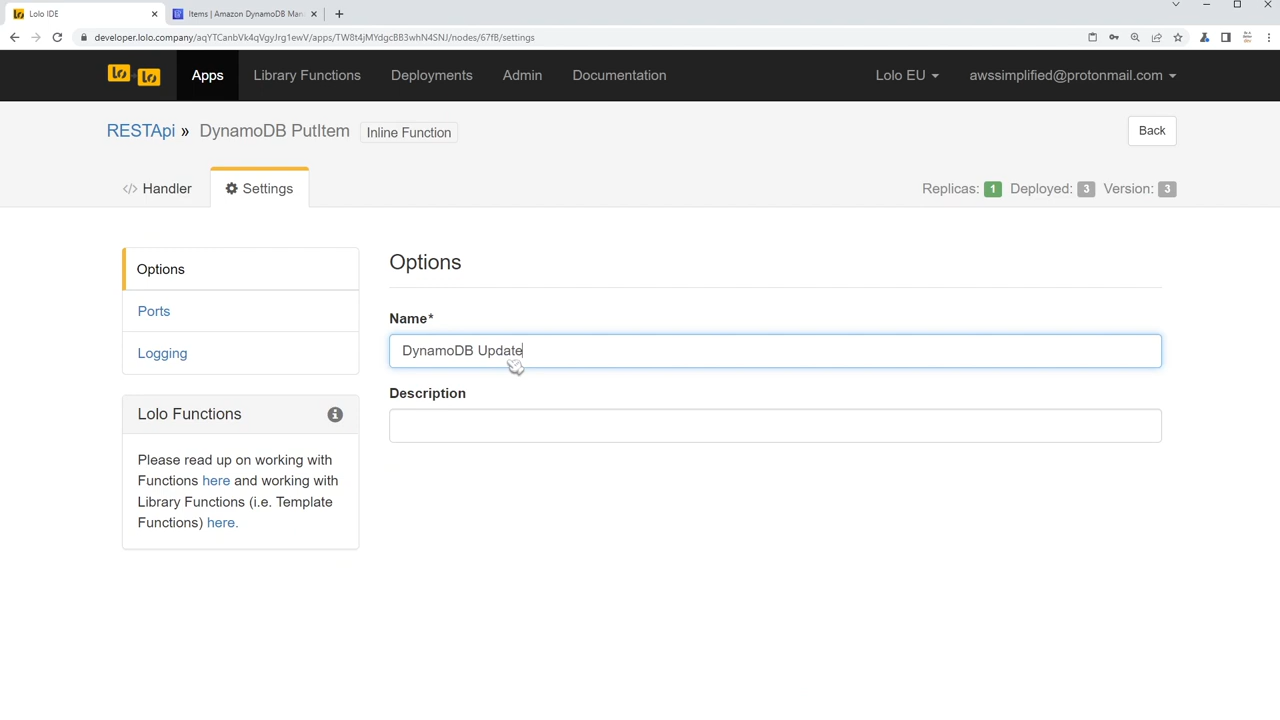 Lolo IDE
Items | Amazon DynamoDB Man
developer.lolo.company/aqYTCanbVk4qVgyJrg1ewV/apps/TW8t4jMYdgcBB3whN4SNJ/nodes/67fB/settings
Apps Library Functions Deployments Admin Documentation Lolo EU awssimplified@protonmail.com
RESTApi » DynamoDB PutItem Inline Function Back
Handler Settings Replicas: 1 Deployed: 3 Version: 3
Options
Ports
Logging
Lolo Functions
Please read up on working with
Functions here and working with
Library Functions (i.e. Template
Functions) here.
Options
Name*
DynamoDB Update
Description